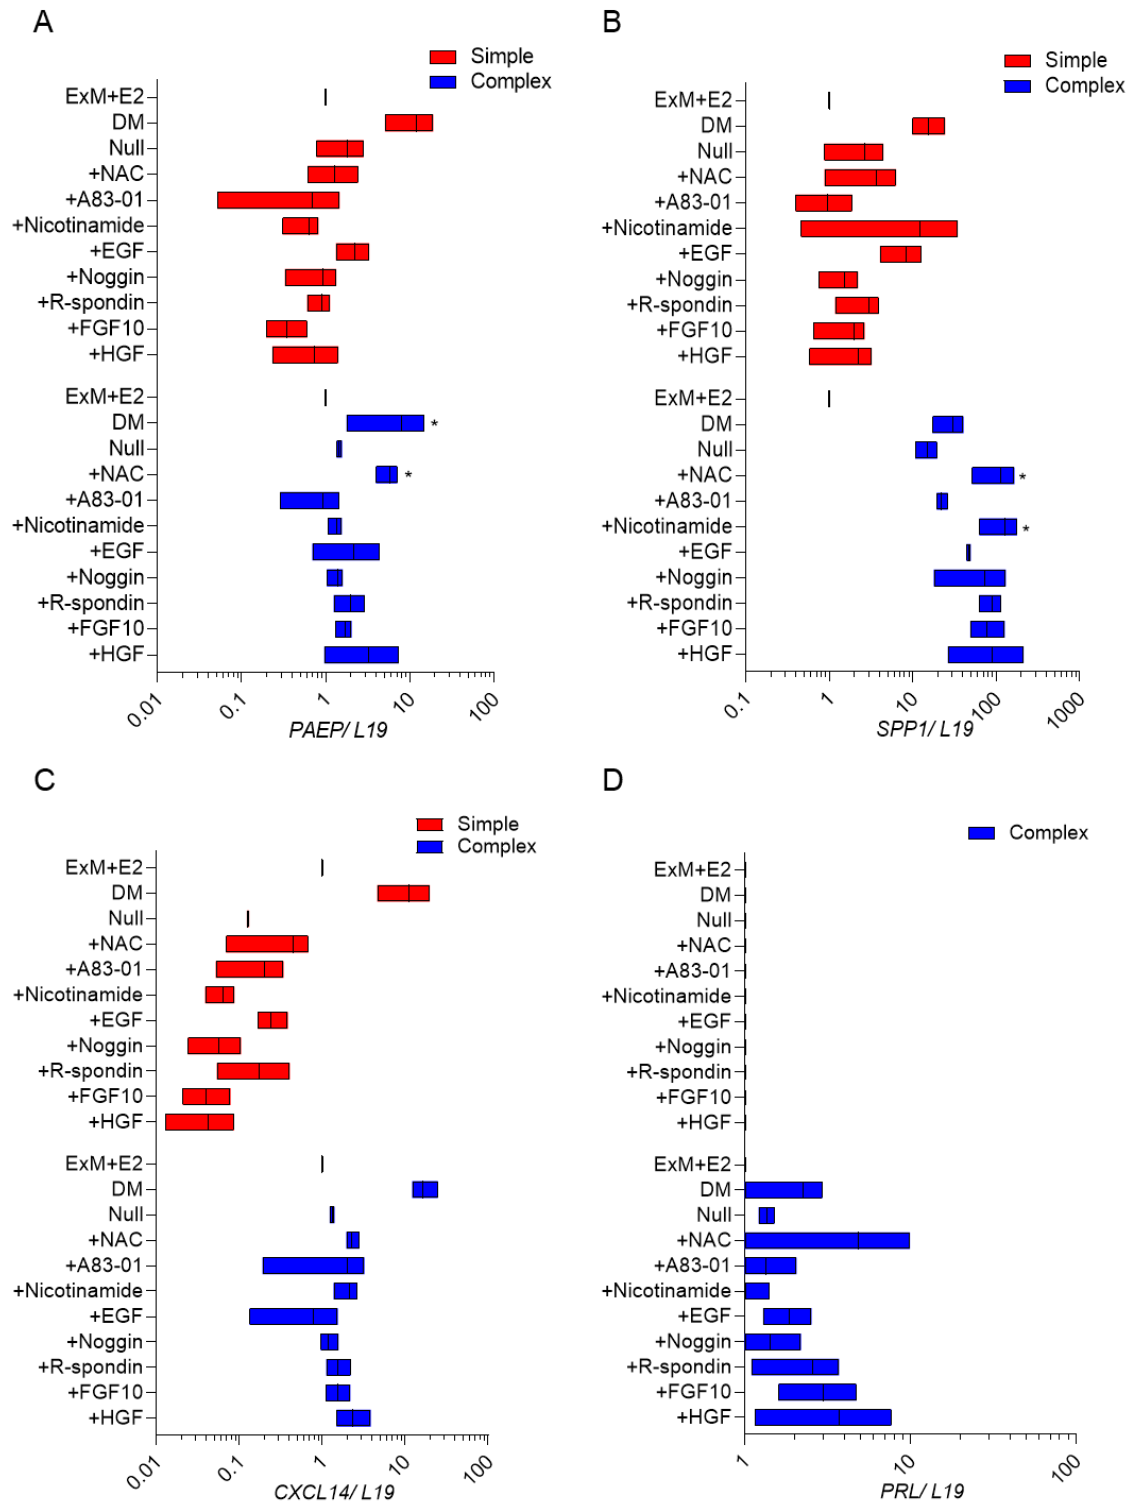 A
Simple
Complex
ExM+E2
DM
Null
+NAC
+A83-01
+Nicotinamide
+EGF
+Noggin
+R-spondin
+FGF10
+HGF
ExM+E2
DM
*
Null
+NAC
*
+A83-01
+Nicotinamide
+EGF
+Noggin
+R-spondin
+FGF10
+HGF
0.01 0.1 1 10 100
PAEP/ L19
B
Simple
Complex
ExM+E2
DM
Null
+NAC
+A83-01
+Nicotinamide
+EGF
+Noggin
+R-spondin
+FGF10
+HGF
ExM+E2
DM
Null
+NAC
*
+A83-01
+Nicotinamide
*
+EGF
+Noggin
+R-spondin
+FGF10
+HGF
0.1 1 10 100 1000
SPP1/ L19
C
Simple
Complex
ExM+E2
DM
Null
+NAC
+A83-01
+Nicotinamide
+EGF
+Noggin
+R-spondin
+FGF10
+HGF
ExM+E2
DM
Null
+NAC
+A83-01
+Nicotinamide
+EGF
+Noggin
+R-spondin
+FGF10
+HGF
0.01 0.1 1 10 100
CXCL14/ L19
D
Complex
ExM+E2
DM
Null
+NAC
+A83-01
+Nicotinamide
+EGF
+Noggin
+R-spondin
+FGF10
+HGF
ExM+E2
DM
Null
+NAC
+A83-01
+Nicotinamide
+EGF
+Noggin
+R-spondin
+FGF10
+HGF
1 10 100
PRL/ L19